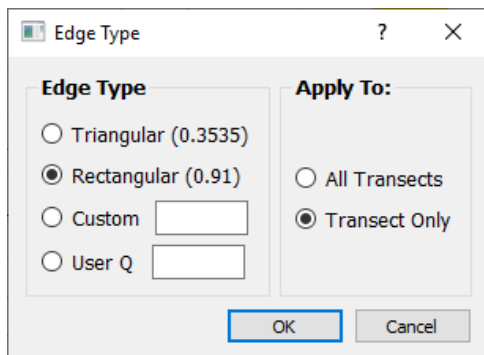 Edge Type
?
Edge Type
Triangular (0.3535)
Rectangular (0.91)
Custom
User Q
Apply To:
All Transects
Transect Only
OK
Cancel